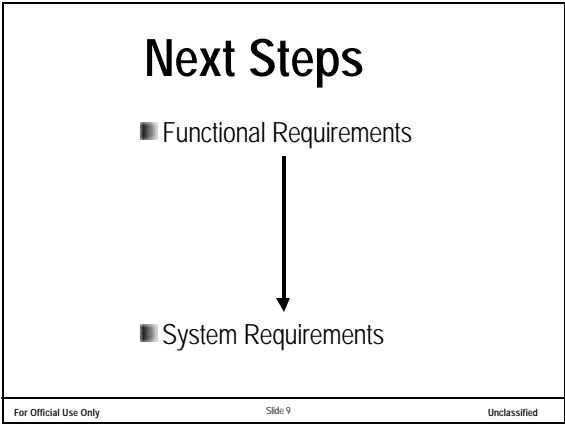 Next Steps
Functional Requirements
System Requirements
For Official Use Only Slide 9 Unclassified